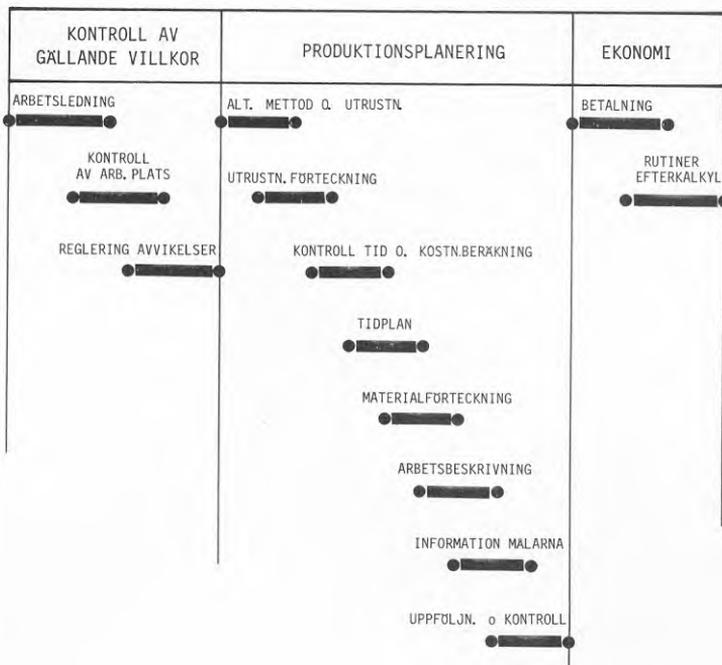 KONTROLL AV
GÄLLANDE VILLKOR
PRODUKTIONSPLANERING
EKONOMI
ARBETSLEDNING
KONTROLL
AV ARB. PLATS
REGLERING AVVIKELSER
ALT. METTOD O. UTRUSTN.
UTRUSTN. FÖRTECKNING
KONTROLL TID O. KOSTN.BERÄKNING
TIDPLAN
MATERIALFÖRTECKNING
ARBETSBESKRIVNING
INFORMATION MÅLARNA
UPPFÖLJN. o KONTROLL
BETALNING
RUTINER
EFTERKALKYL